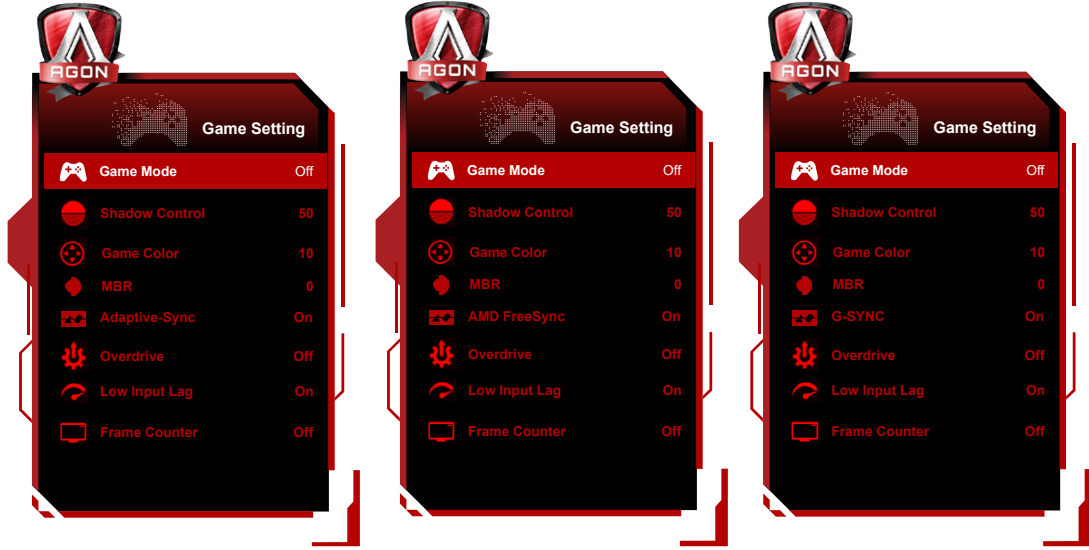 AGON
Game Setting
Game Mode Off
Shadow Control 50
Game Color 10
MBR 0
Adaptive-Sync On
Overdrive Off
Low Input Lag On
Frame Counter Off
AGON
Game Setting
Game Mode Off
Shadow Control 50
Game Color 10
MBR 0
AMD FreeSync On
Overdrive Off
Low Input Lag On
Frame Counter Off
AGON
Game Setting
Game Mode Off
Shadow Control 50
Game Color 10
MBR 0
G-SYNC On
Overdrive Off
Low Input Lag On
Frame Counter Off